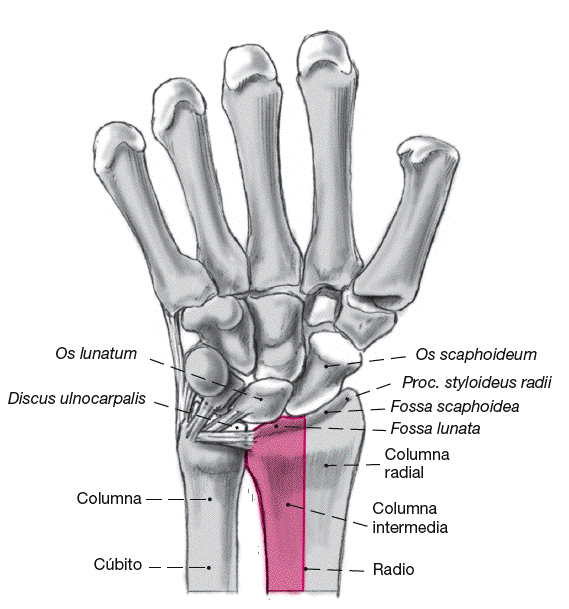 Os lunatum
Discus ulnocarpalis
Columna
Cúbito
Os scaphoideum
Proc. styloideus radii
Fossa scaphoidea
Fossa lunata
Columna
radial
Columna
intermedia
Radio